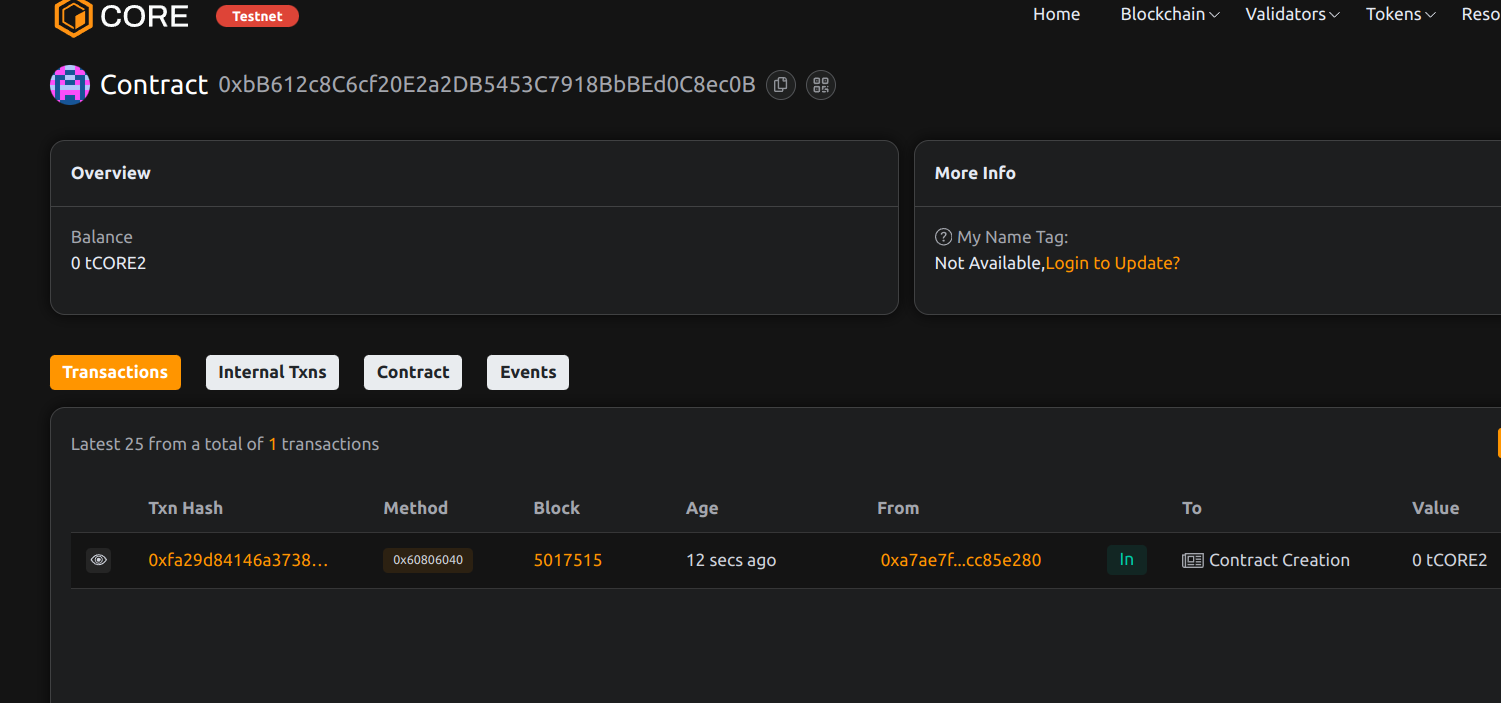 CORE Testnet Home Blockchain Validators Tokens Reso
Contract 0xbB612c8C6cf20E2a2DB5453C7918BbBEd0C8ec0B
Overview
Balance
0 tCORE2
More Info
? My Name Tag:
Not Available,Login to Update?
Transactions Internal Txns Contract Events
Latest 25 from a total of 1 transactions
Txn Hash Method Block Age From To Value
0xfa29d84146a3738... 0x60806040 5017515 12 secs ago 0xa7ae7f...cc85e280 In Contract Creation 0 tCORE2